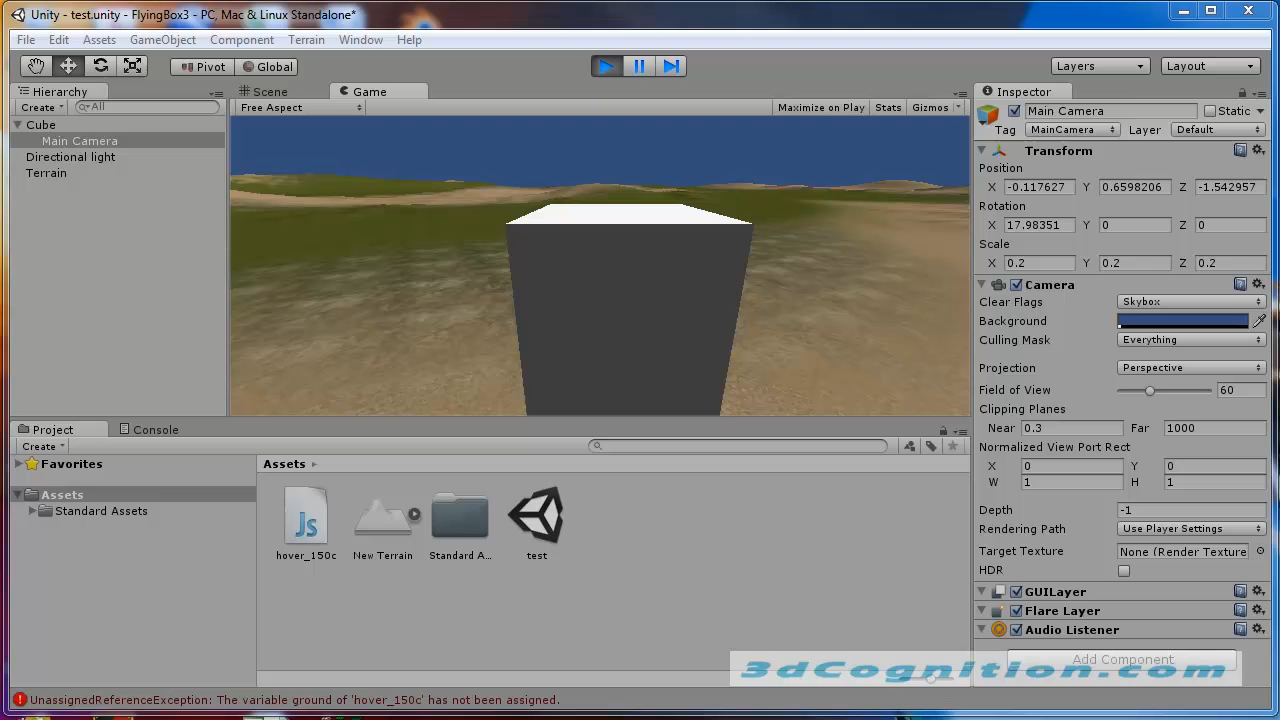 Unity - test.unity - FlyingBox3 - PC, Mac & Linux Standalone*
File Edit Assets GameObject Component Terrain Window Help
Pivot Global Layers Layout
Hierarchy
Create All
Cube
Main Camera
Directional light
Terrain
Scene Game
Free Aspect Maximize on Play Stats Gizmos
Inspector
Main Camera Static
Tag MainCamera Layer Default
Transform
Position
X -0.117627 Y 0.6598206 Z -1.542957
Rotation
X 17.98351 Y 0 Z 0
Scale
X 0.2 Y 0.2 Z 0.2
Camera
Clear Flags Skybox
Background
Culling Mask Everything
Projection Perspective
Field of View 60
Clipping Planes
Near 0.3 Far 1000
Normalized View Port Rect
X 0 Y 0
W 1 H 1
Depth -1
Rendering Path Use Player Settings
Target Texture None (Render Texture
HDR
GUILayer
Flare Layer
Audio Listener
Add Component
Project Console
Create
Favorites
Assets
Standard Assets
Assets
Js
hover_150c New Terrain Standard A... test
3dCognition.com
UnassignedReferenceException: The variable ground of 'hover_150c' has not been assigned.